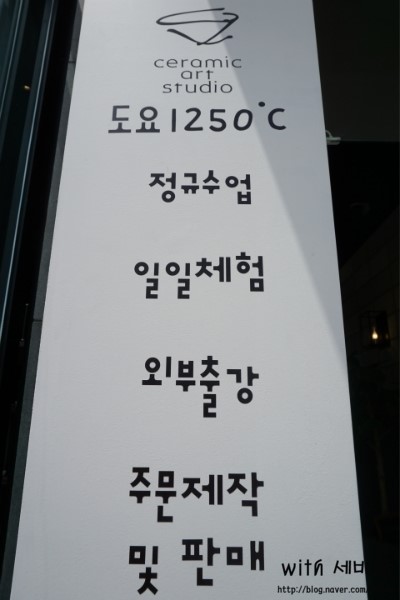 ceramic
art
studio
도요1250°C
정규수업
일일체험
외부출강
주문제작
및 판매
with 세비
http://blog.naver.com/